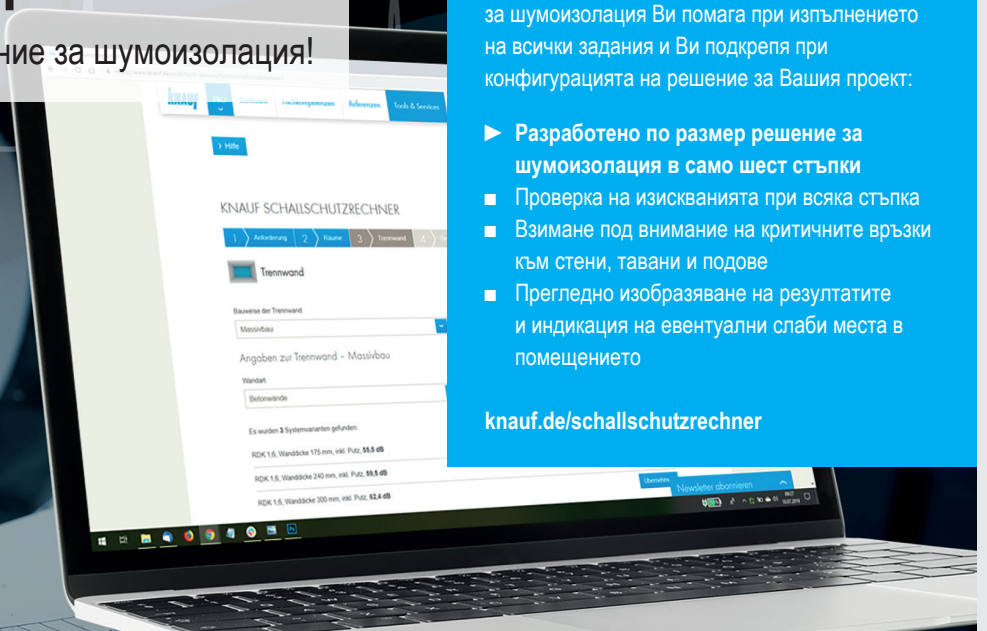 ние за шумоизолация!
за шумоизолация Ви помага при изпълнението
на всички задания и Ви подкрепя при
конфигурацията на решение за Вашия проект:
► Разработено по размер решение за
шумоизолация в само шест стъпки
■ Проверка на изискванията при всяка стъпка
■ Взимане под внимание на критичните връзки
към стени, тавани и подове
■ Прегледно изобразяване на резултатите
и индикация на евентуални слаби места в
помещението
knauf.de/schallschutzrechner
KNAUF
Fachkompetenzen Referenzen Tools & Services
> Hilfe
KNAUF SCHALLSCHUTZRECHNER
1 Anforderung 2 Räume 3 Trennwand 4
Trennwand
Bauweise der Trennwand
Massivbau
Angaben zur Trennwand - Massivbau
Wandart
Betonwände
Es wurden 3 Systemvarianten gefunden:
RDK 1,6, Wanddicke 175 mm, inkl. Putz, 55,5 dB
RDK 1,6, Wanddicke 240 mm, inkl. Putz, 59,5 dB
RDK 1,6, Wanddicke 300 mm, inkl. Putz, 62,4 dB
Übernehmen
Newsletter abonnieren